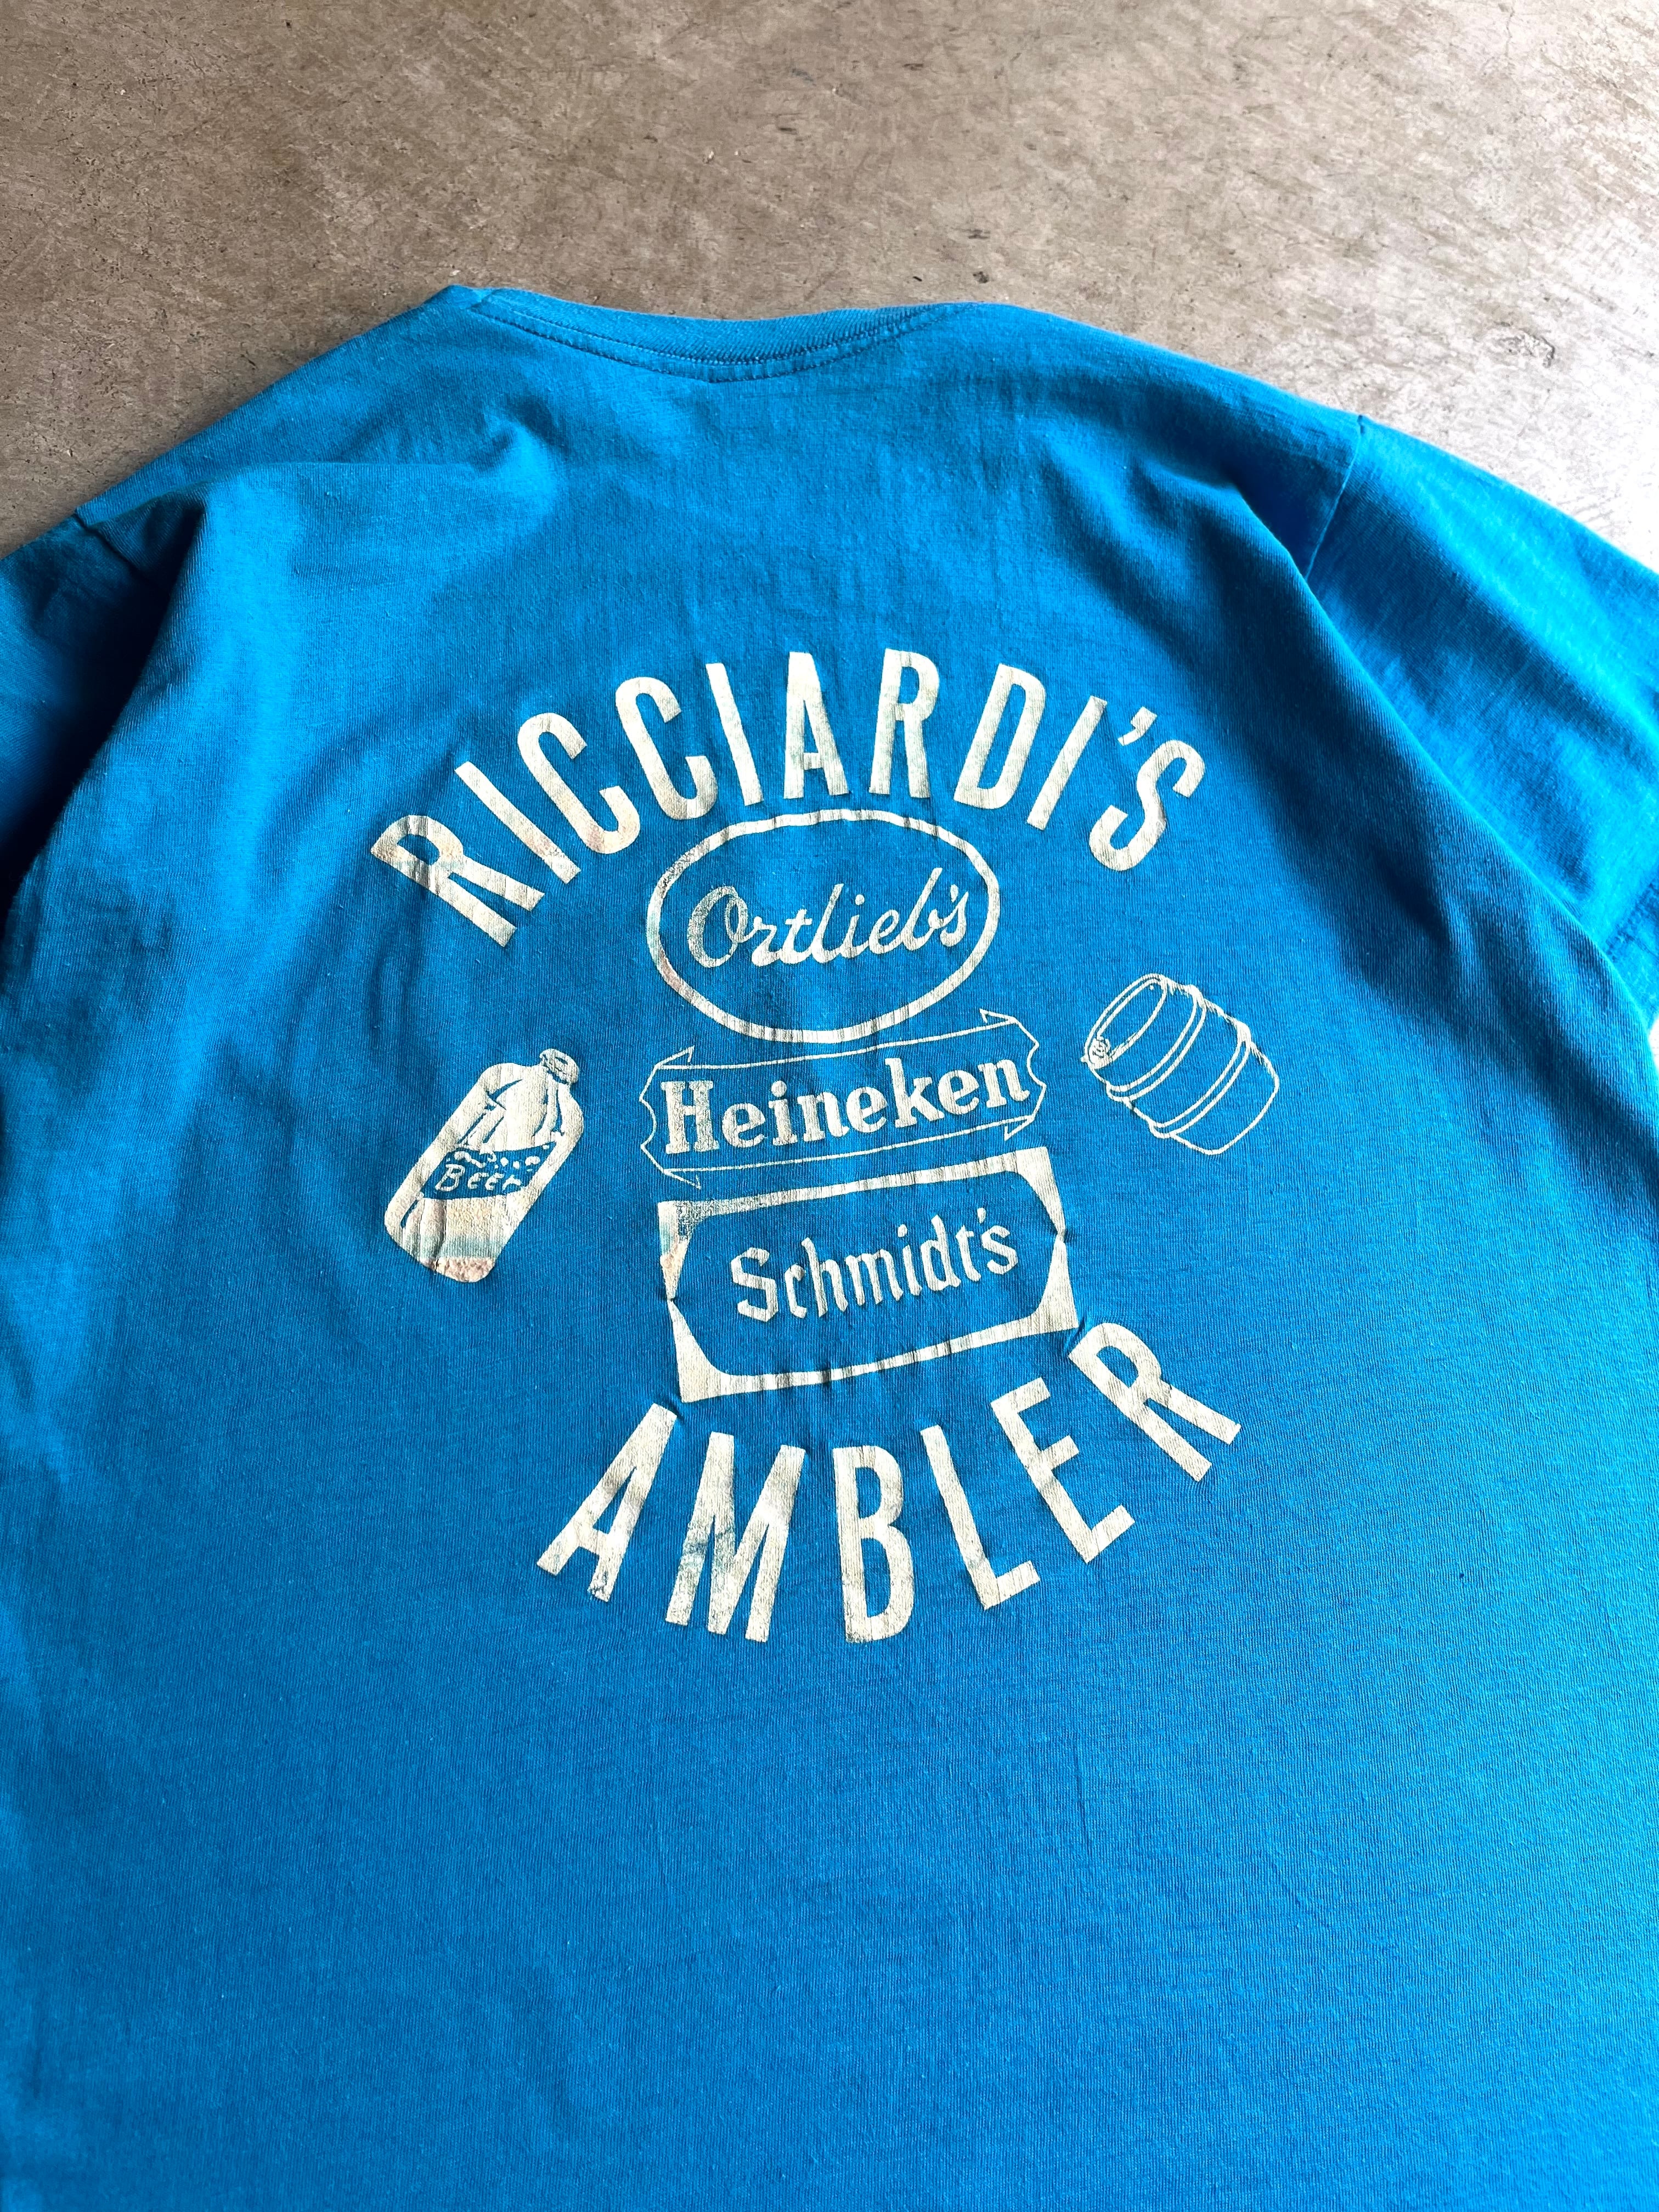 RICCIARDI'S
Ortlieb's
Heineken
Beer
Schmidt's
AMBLER